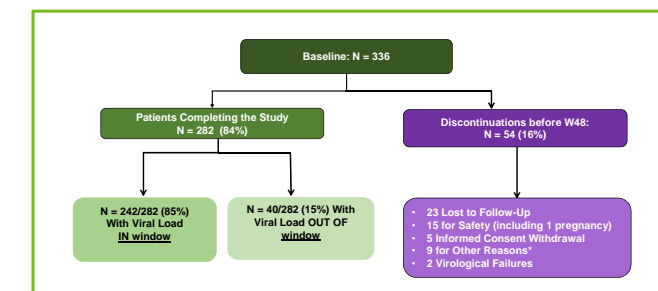 Baseline: N = 336
Patients Completing the Study
N = 282 (84%)
Discontinuations before W48:
N = 54 (16%)
N = 242/282 (85%)
With Viral Load
IN window
N = 40/282 (15%) With
Viral Load OUT OF
window
• 23 Lost to Follow-Up
• 15 for Safety (including 1 pregnancy)
• 5 Informed Consent Withdrawal
• 9 for Other Reasons*
• 2 Virological Failures